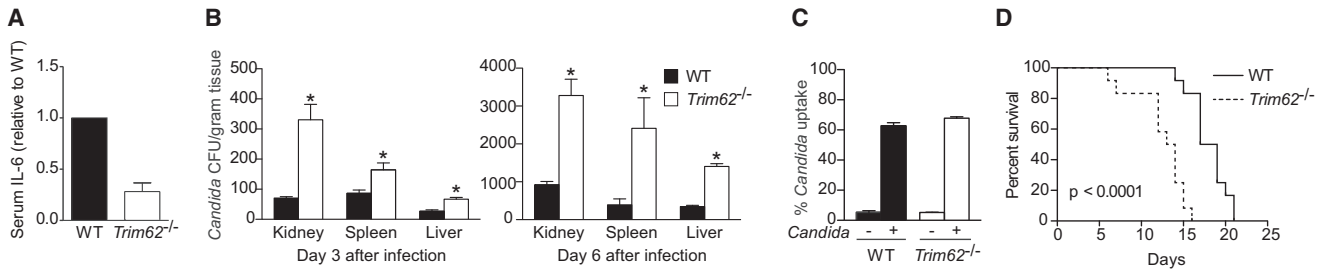 A
Serum IL-6 (relative to WT)
1.5
1.0
0.5
0.0
WT Trim62-/-
B
Candida CFU/gram tissue
500
400
300
200
100
0
* * *
Kidney Spleen Liver
Day 3 after infection
6000
4000
3000
2000
1000
0
* * *
Kidney Spleen Liver
Day 6 after infection
WT
Trim62-/-
C
% Candida uptake
100
80
60
40
20
0
Candida - + - +
WT Trim62-/-
D
Percent survival
100
80
60
40
20
0
p < 0.0001
0 5 10 15 20 25
Days
WT
Trim62-/-